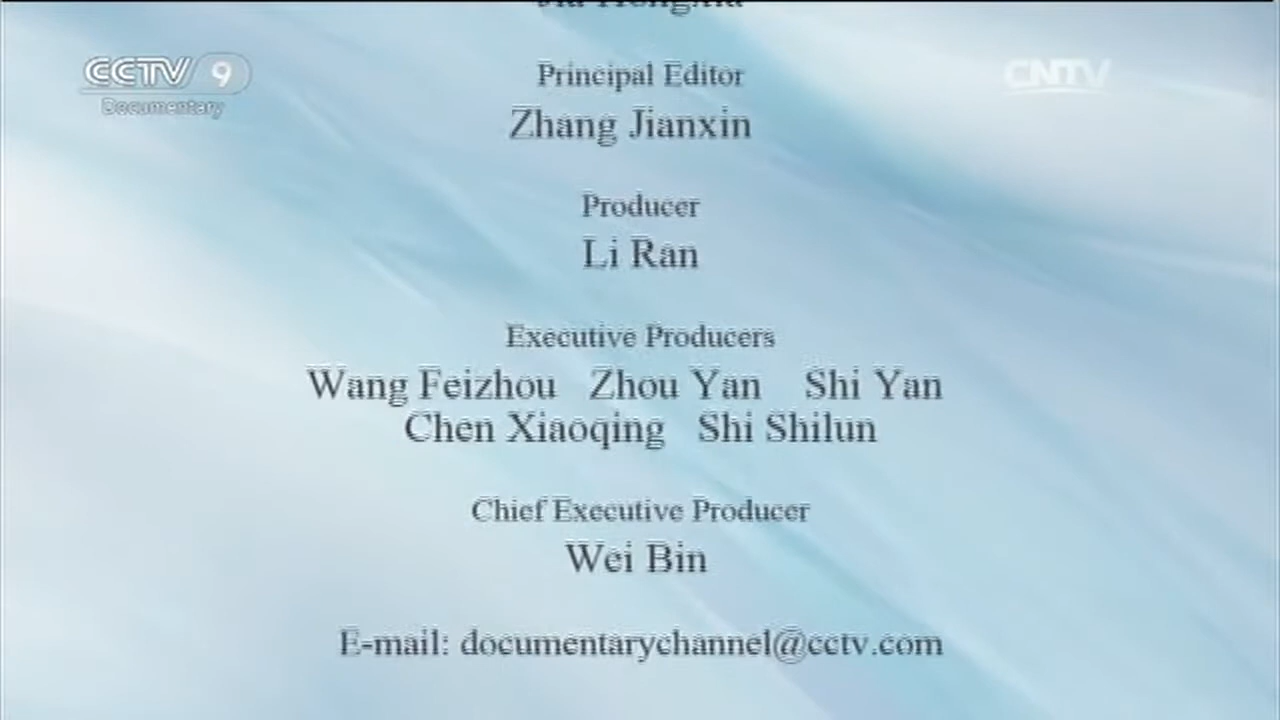 CCTV 9
Documentary
CNTV
Principal Editor
Zhang Jianxin
Producer
Li Ran
Executive Producers
Wang Feizhou Zhou Yan Shi Yan
Chen Xiaoqing Shi Shilun
Chief Executive Producer
Wei Bin
E-mail: documentarychannel@cctv.com